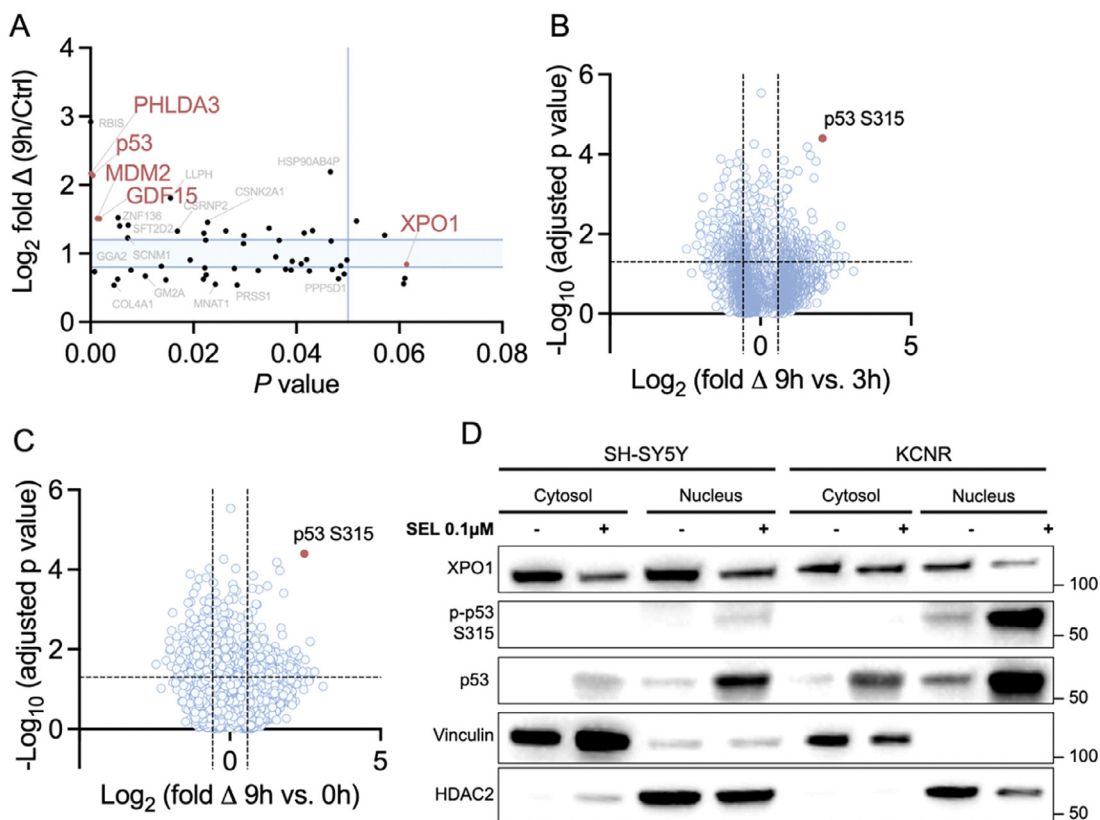 A
Log2 fold Δ (9h/Ctrl)
4
3
2
1
0
PHLDA3
RBIS
p53
MDM2
GDF15
LLPH
HSP90AB4P
CSNK2A1
CSRNP2
ZNF136
SFT2D2
XPO1
GGA2
SCNM1
COL4A1
GM2A
MNAT1
PRSS1
PPP5D1
0.00 0.02 0.04 0.06 0.08
P value
B
-Log10 (adjusted p value)
6
4
2
0
p53 S315
0 5
Log2 (fold Δ 9h vs. 3h)
C
-Log10 (adjusted p value)
6
4
2
0
p53 S315
0 5
Log2 (fold Δ 9h vs. 0h)
D
SH-SY5Y KCNR
Cytosol Nucleus Cytosol Nucleus
SEL 0.1µM - + - + - + - +
XPO1 100
p-p53
S315 50
p53 50
Vinculin 100
HDAC2 50